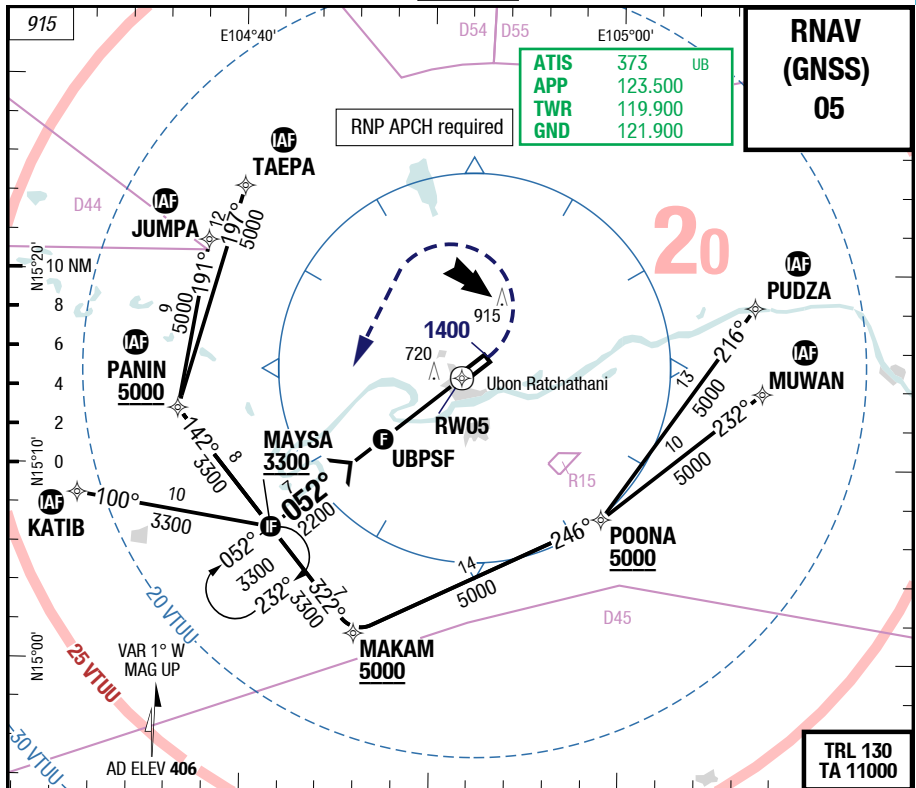 915
E104°40'
D54
D55
E105°00'
RNAV
(GNSS)
05
ATIS 373 UB
APP 123.500
TWR 119.900
GND 121.900
RNP APCH required
IAF
TAEPA
IAF
JUMPA
D44
12
197°
5000
191°
9
5000
20
N15°20'
10 NM
8
6
4
2
0
N15°10'
N15°00'
IAF
PUDZA
216°
13
5000
IAF
MUWAN
232°
10
5000
915
1400
720
Ubon Ratchathani
RW05
IAF
PANIN
5000
142°
8
3300
MAYSA
3300
F
UBPSF
7
052°
2200
R15
IAF
KATIB
100°
10
3300
IF
052°
3300
232°
7
322°
3300
246°
14
5000
POONA
5000
MAKAM
5000
D45
20 VTUU
25 VTUU
30 VTUU
VAR 1° W
MAG UP
AD ELEV 406
TRL 130
TA 11000